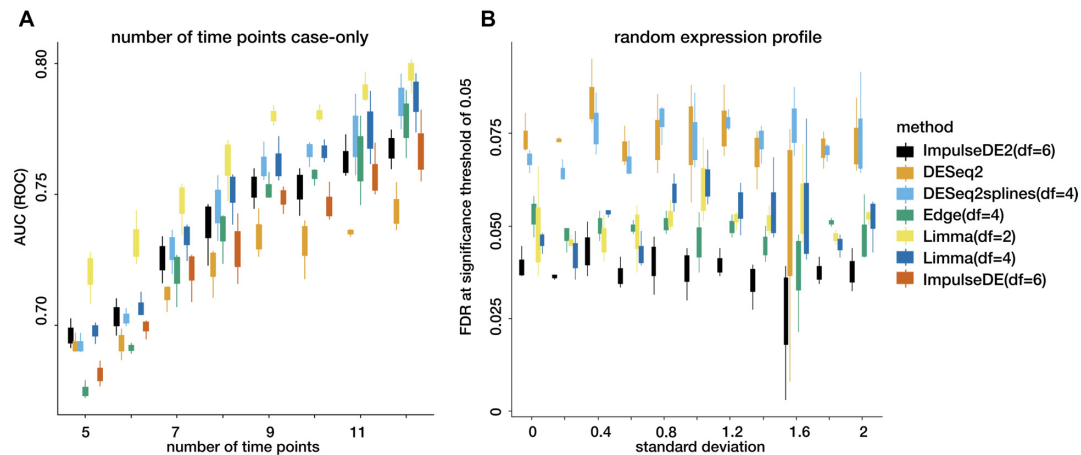 A
number of time points case-only
AUC (ROC)
0.80
0.75
0.70
5
7
9
11
number of time points
B
random expression profile
FDR at significance threshold of 0.05
0.075
0.050
0.025
0
0
0.4
0.8
1.2
1.6
2
standard deviation
method
ImpulseDE2(df=6)
DESeq2
DESeq2splines(df=4)
Edge(df=4)
Limma(df=2)
Limma(df=4)
ImpulseDE(df=6)